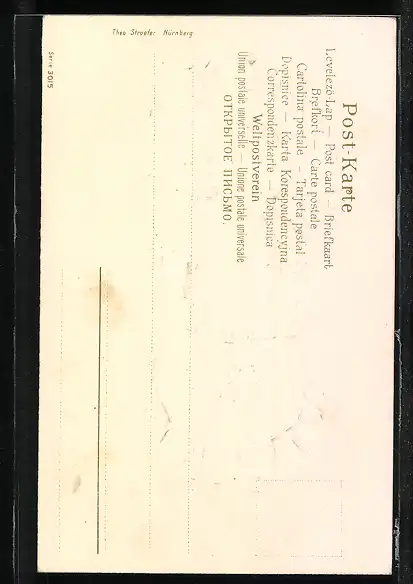 Post-Karte
Levelező-Lap — Post card — Briefkaart
Brefkort — Carte postale
Cartolina postale — Tarjeta postal
Dopisnice — Karta Korespondencyjna
Correspondenzkarte — Dopisnica
Weltpostverein
Union postale universelle — Unione postale universale
ОТКРЫТОЕ ПИСЬМО.
Theo Stroefer Nürnberg
Serie 3015